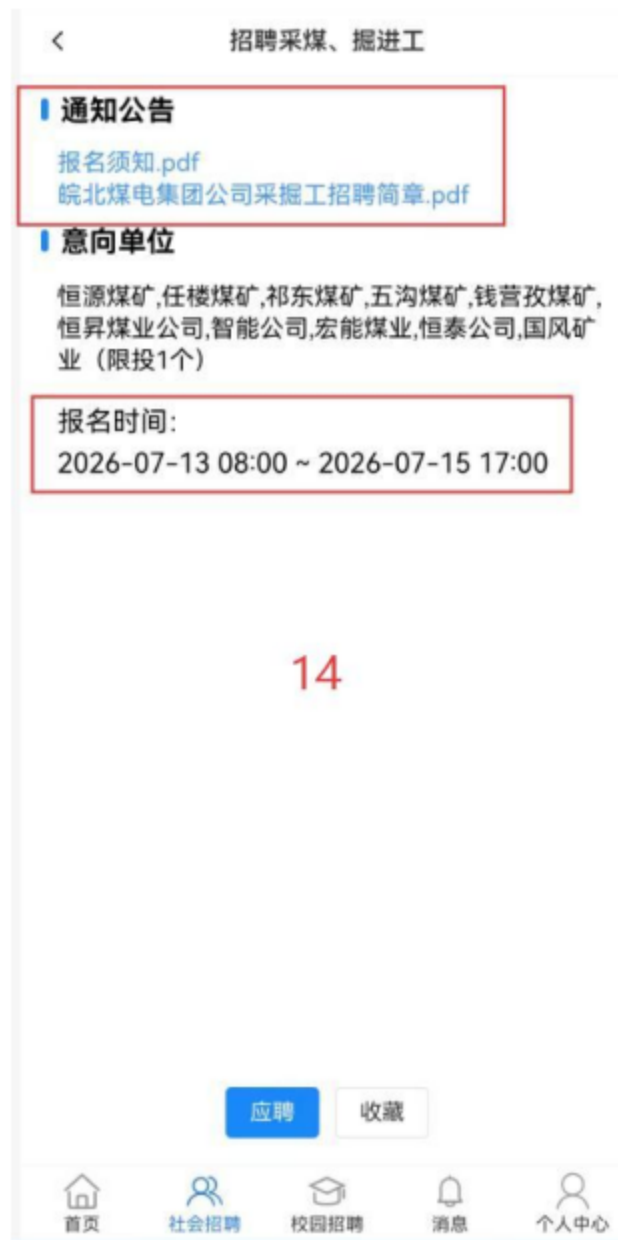 招聘采煤、掘进工
通知公告
报名须知.pdf
皖北煤电集团公司采掘工招聘简章.pdf
意向单位
恒源煤矿,任楼煤矿,祁东煤矿,五沟煤矿,钱营孜煤矿,
恒昇煤业公司,智能公司,宏能煤业,恒泰公司,国风矿
业（限投1个）
报名时间:
2026-07-13 08:00 ~ 2026-07-15 17:00
14
应聘 收藏
首页 社会招聘 校园招聘 消息 个人中心